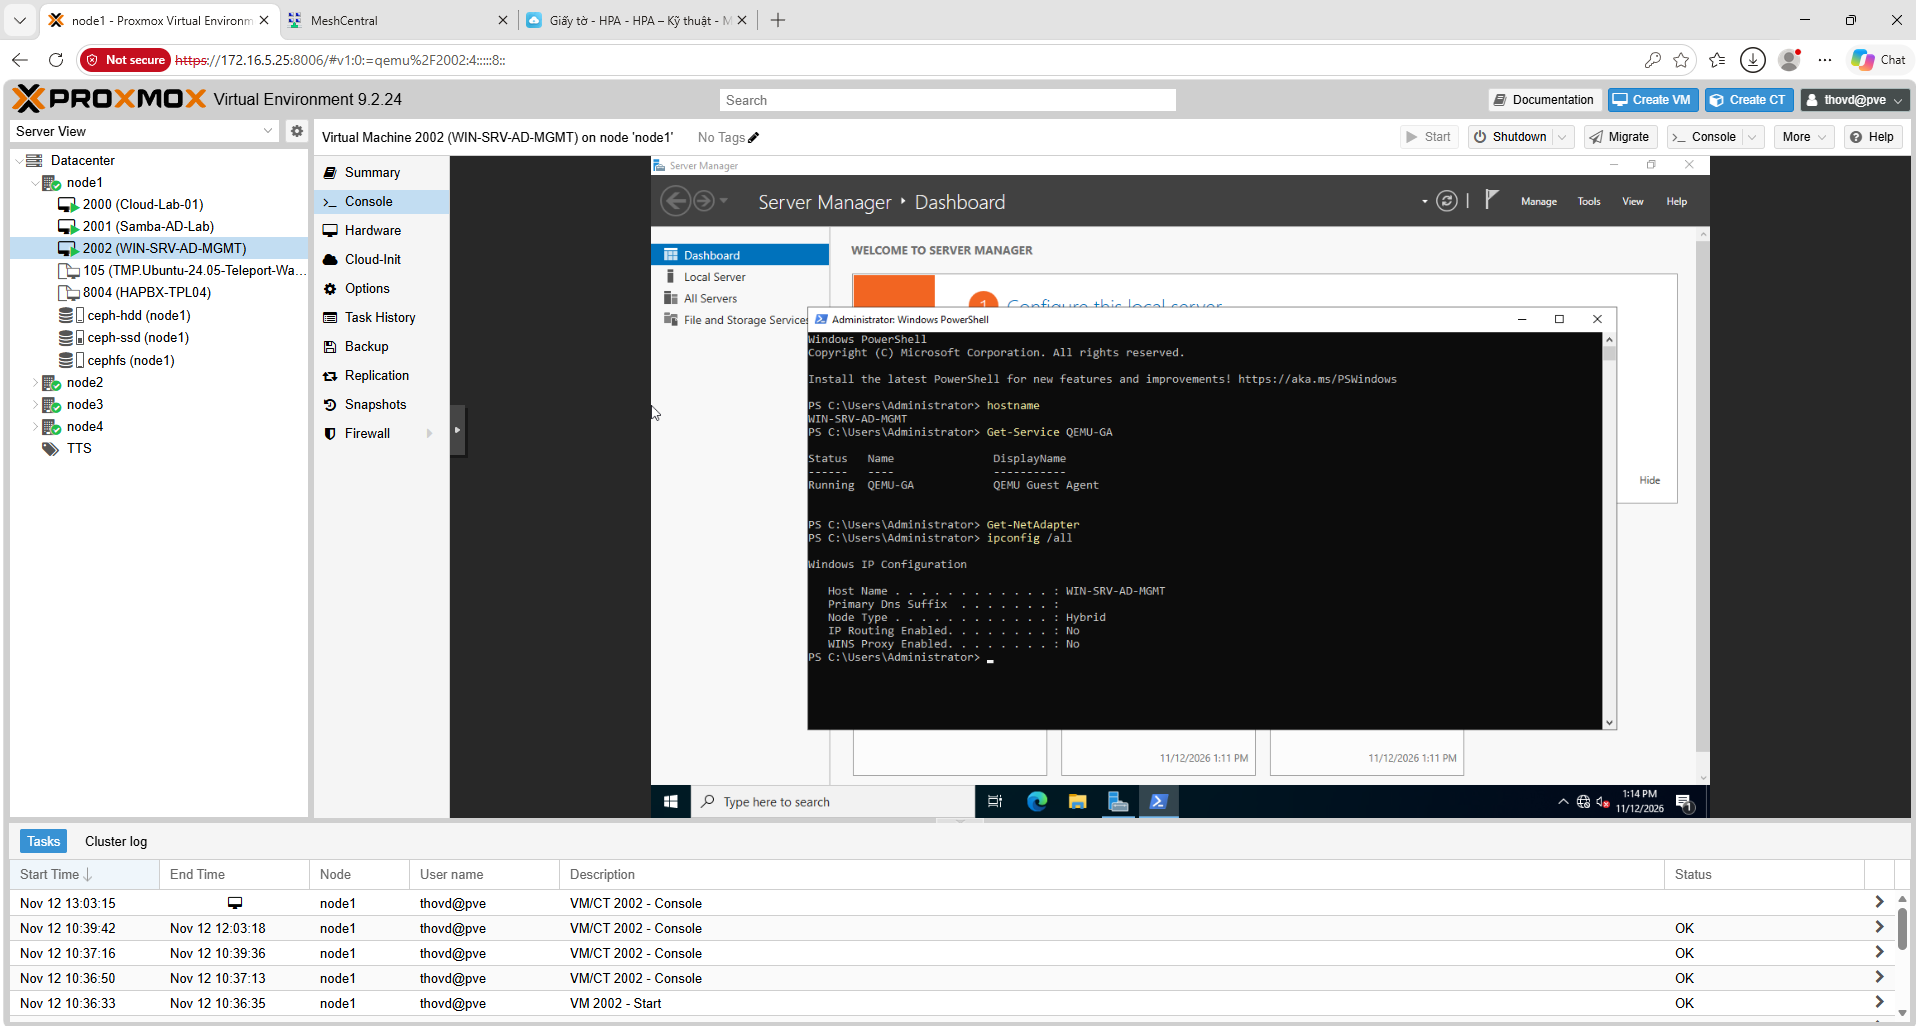 node1 - Proxmox Virtual Environm
MeshCentral
Giấy tờ - HPA - HPA – Kỹ thuật - M
Not secure
https://172.16.5.25:8006/#v1:0:=qemu%2F2002:4:::::8::
Chat
PROXMOX Virtual Environment 9.2.24
Search
Documentation
Create VM
Create CT
thovd@pve
Server View
Virtual Machine 2002 (WIN-SRV-AD-MGMT) on node 'node1'
No Tags
Start
Shutdown
Migrate
Console
More
Help
Datacenter
node1
2000 (Cloud-Lab-01)
2001 (Samba-AD-Lab)
2002 (WIN-SRV-AD-MGMT)
105 (TMP.Ubuntu-24.05-Teleport-Wa...
8004 (HAPBX-TPL04)
ceph-hdd (node1)
ceph-ssd (node1)
cephfs (node1)
node2
node3
node4
TTS
Summary
Console
Hardware
Cloud-Init
Options
Task History
Backup
Replication
Snapshots
Firewall
Server Manager
Server Manager ‣ Dashboard
Manage
Tools
View
Help
Dashboard
Local Server
All Servers
File and Storage Services
WELCOME TO SERVER MANAGER
1 Configure this local server
Hide
Administrator: Windows PowerShell
Windows PowerShell
Copyright (C) Microsoft Corporation. All rights reserved.
Install the latest PowerShell for new features and improvements! https://aka.ms/PSWindows
PS C:\Users\Administrator> hostname
WIN-SRV-AD-MGMT
PS C:\Users\Administrator> Get-Service QEMU-GA
Status   Name               DisplayName
------   ----               -----------
Running  QEMU-GA            QEMU Guest Agent
PS C:\Users\Administrator> Get-NetAdapter
PS C:\Users\Administrator> ipconfig /all
Windows IP Configuration
Host Name . . . . . . . . . . . . : WIN-SRV-AD-MGMT
Primary Dns Suffix  . . . . . . . :
Node Type . . . . . . . . . . . . : Hybrid
IP Routing Enabled. . . . . . . . : No
WINS Proxy Enabled. . . . . . . . : No
PS C:\Users\Administrator> _
11/12/2026 1:11 PM
11/12/2026 1:11 PM
Type here to search
1:14 PM
11/12/2026
1
Tasks
Cluster log
Start Time
End Time
Node
User name
Description
Status
Nov 12 13:03:15 node1 thovd@pve VM/CT 2002 - Console
Nov 12 10:39:42 Nov 12 12:03:18 node1 thovd@pve VM/CT 2002 - Console OK
Nov 12 10:37:16 Nov 12 10:39:36 node1 thovd@pve VM/CT 2002 - Console OK
Nov 12 10:36:50 Nov 12 10:37:13 node1 thovd@pve VM/CT 2002 - Console OK
Nov 12 10:36:33 Nov 12 10:36:35 node1 thovd@pve VM 2002 - Start OK